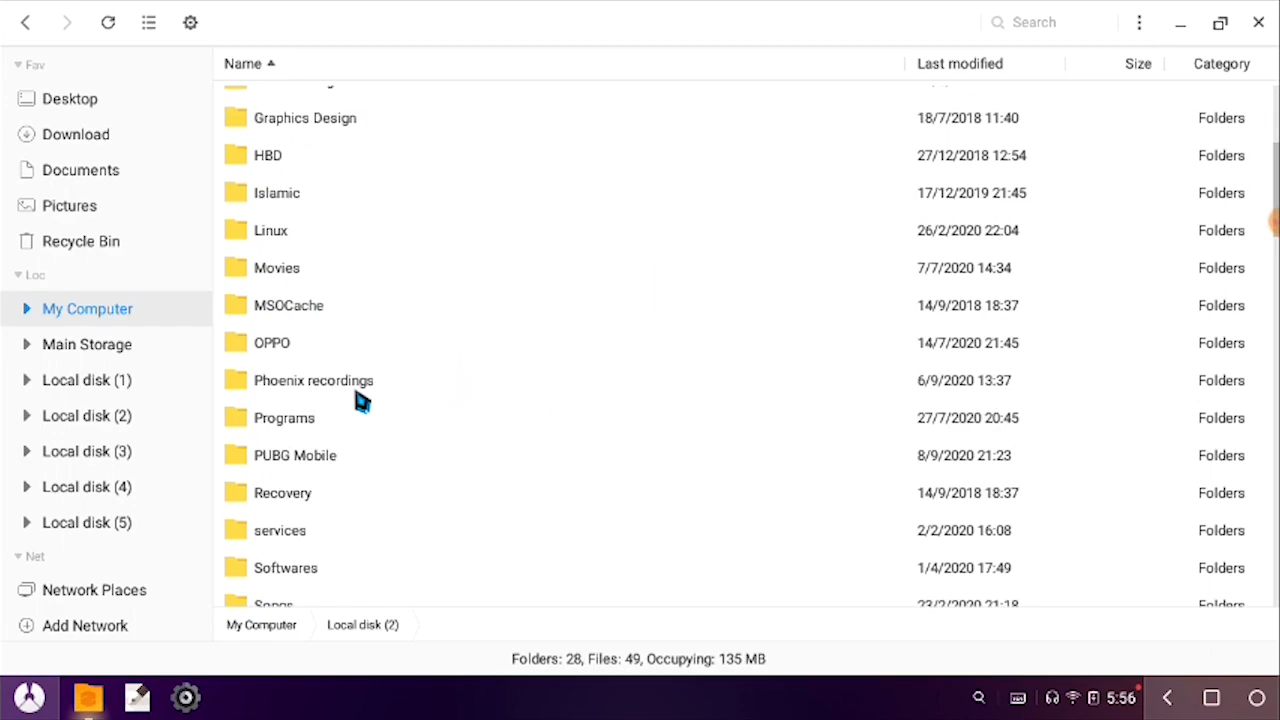 Search
Fav
Desktop
Download
Documents
Pictures
Recycle Bin
Loc
My Computer
Main Storage
Local disk (1)
Local disk (2)
Local disk (3)
Local disk (4)
Local disk (5)
Net
Network Places
Add Network
Name Last modified Size Category
Graphics Design 18/7/2018 11:40 Folders
HBD 27/12/2018 12:54 Folders
Islamic 17/12/2019 21:45 Folders
Linux 26/2/2020 22:04 Folders
Movies 7/7/2020 14:34 Folders
MSOCache 14/9/2018 18:37 Folders
OPPO 14/7/2020 21:45 Folders
Phoenix recordings 6/9/2020 13:37 Folders
Programs 27/7/2020 20:45 Folders
PUBG Mobile 8/9/2020 21:23 Folders
Recovery 14/9/2018 18:37 Folders
services 2/2/2020 16:08 Folders
Softwares 1/4/2020 17:49 Folders
Songs 23/2/2020 21:18 Folders
My Computer Local disk (2)
Folders: 28, Files: 49, Occupying: 135 MB
5:56